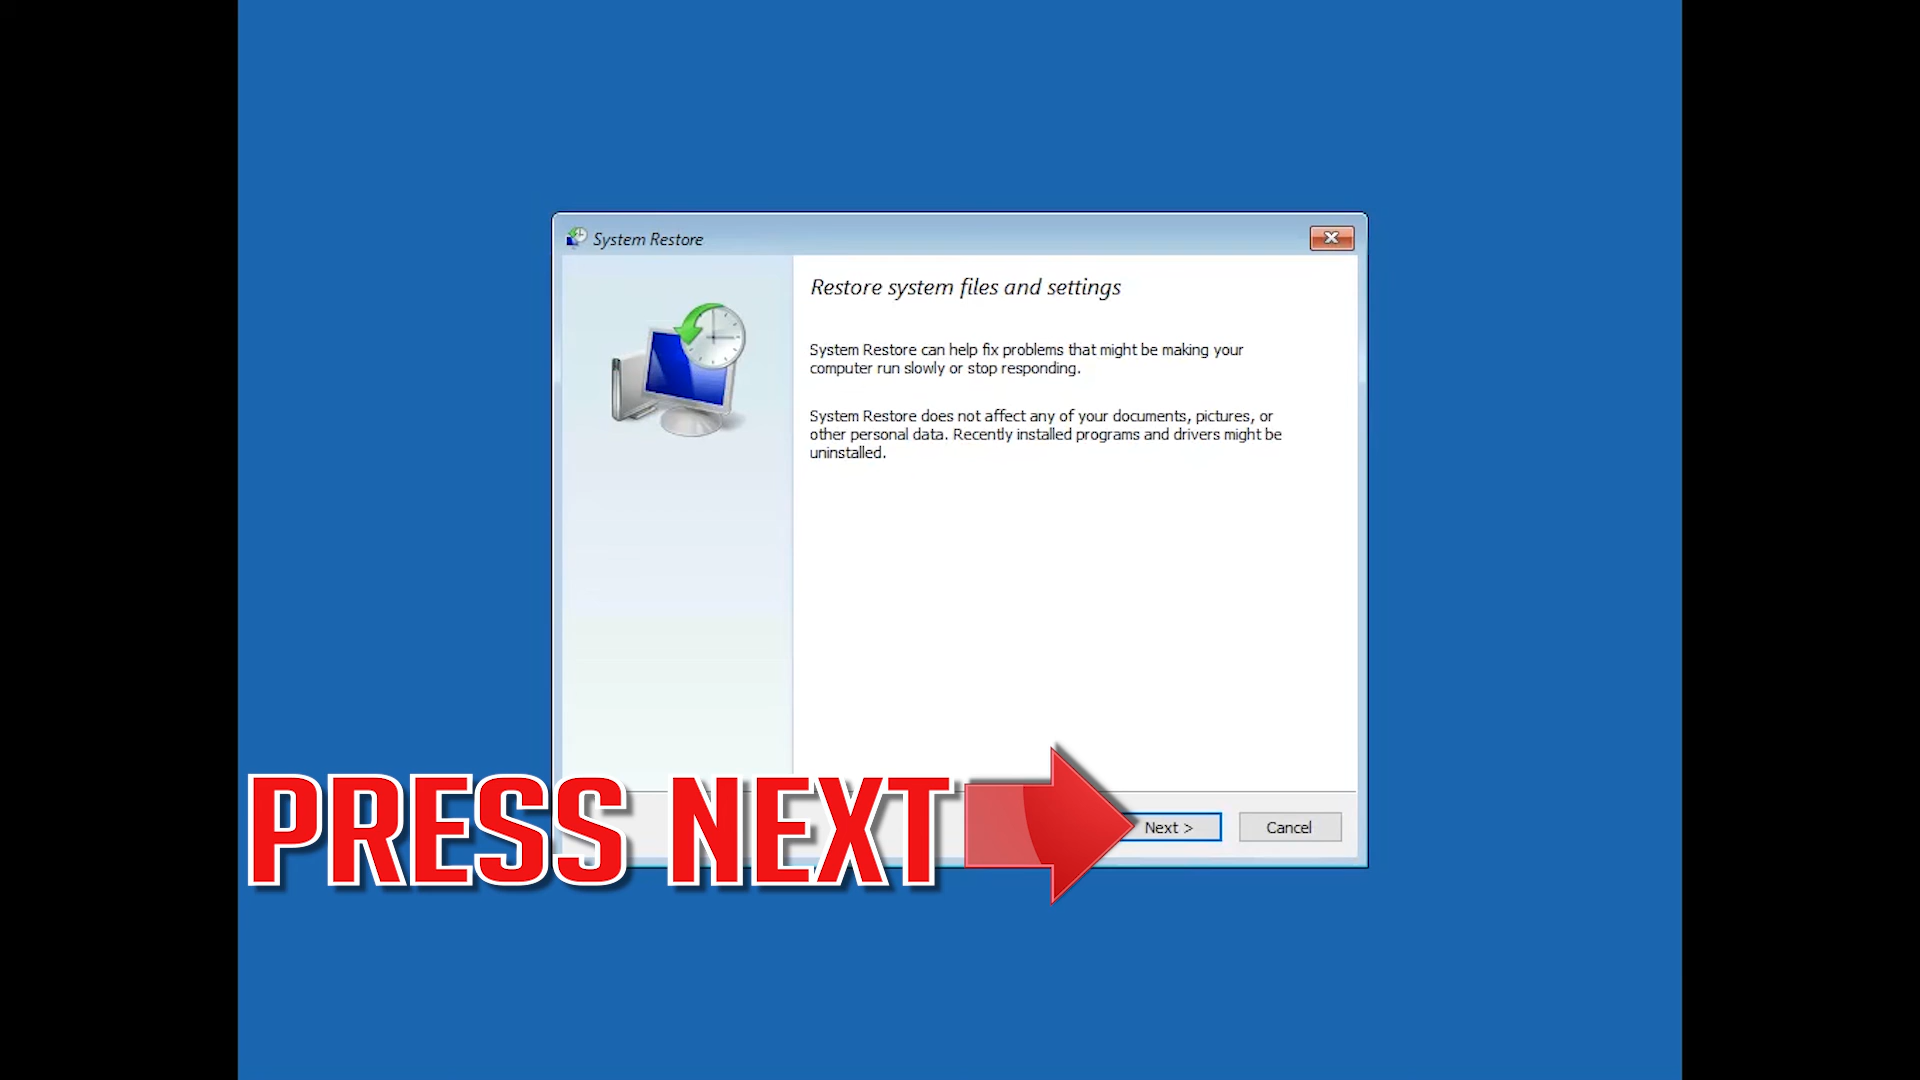 System Restore
Restore system files and settings
System Restore can help fix problems that might be making your
computer run slowly or stop responding.
System Restore does not affect any of your documents, pictures, or
other personal data. Recently installed programs and drivers might be
uninstalled.
PRESS NEXT
Next >
Cancel